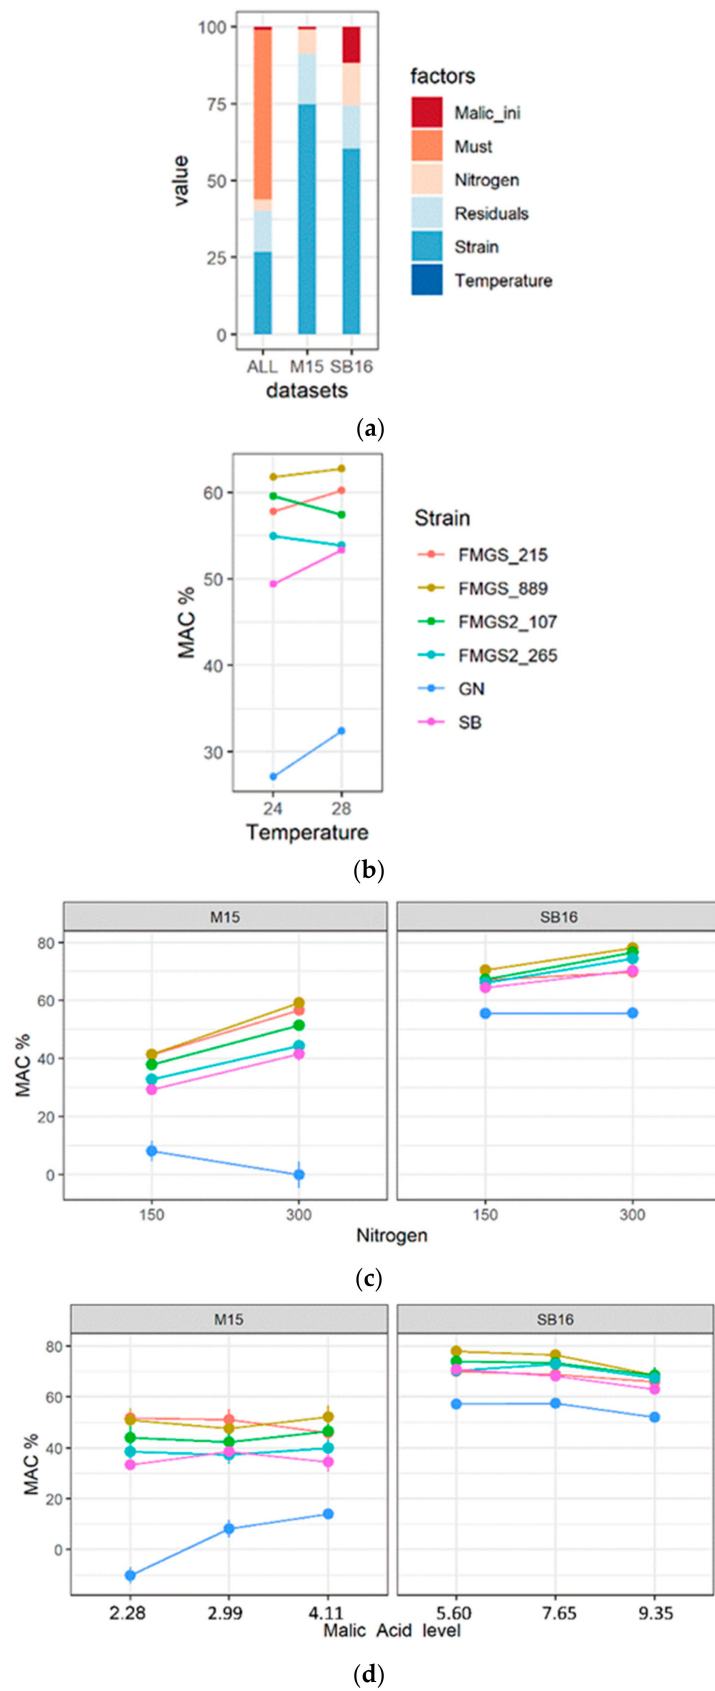 100
75
50
25
0
value
ALL M15 SB16
datasets
factors
Malic_ini
Must
Nitrogen
Residuals
Strain
Temperature
(a)
60
50
40
30
MAC %
24 28
Temperature
Strain
FMGS_215
FMGS_889
FMGS2_107
FMGS2_265
GN
SB
(b)
M15 SB16
80
60
40
20
0
MAC %
150 300 150 300
Nitrogen
(c)
M15 SB16
80
60
40
20
0
MAC %
2.28 2.99 4.11 5.60 7.65 9.35
Malic Acid level
(d)